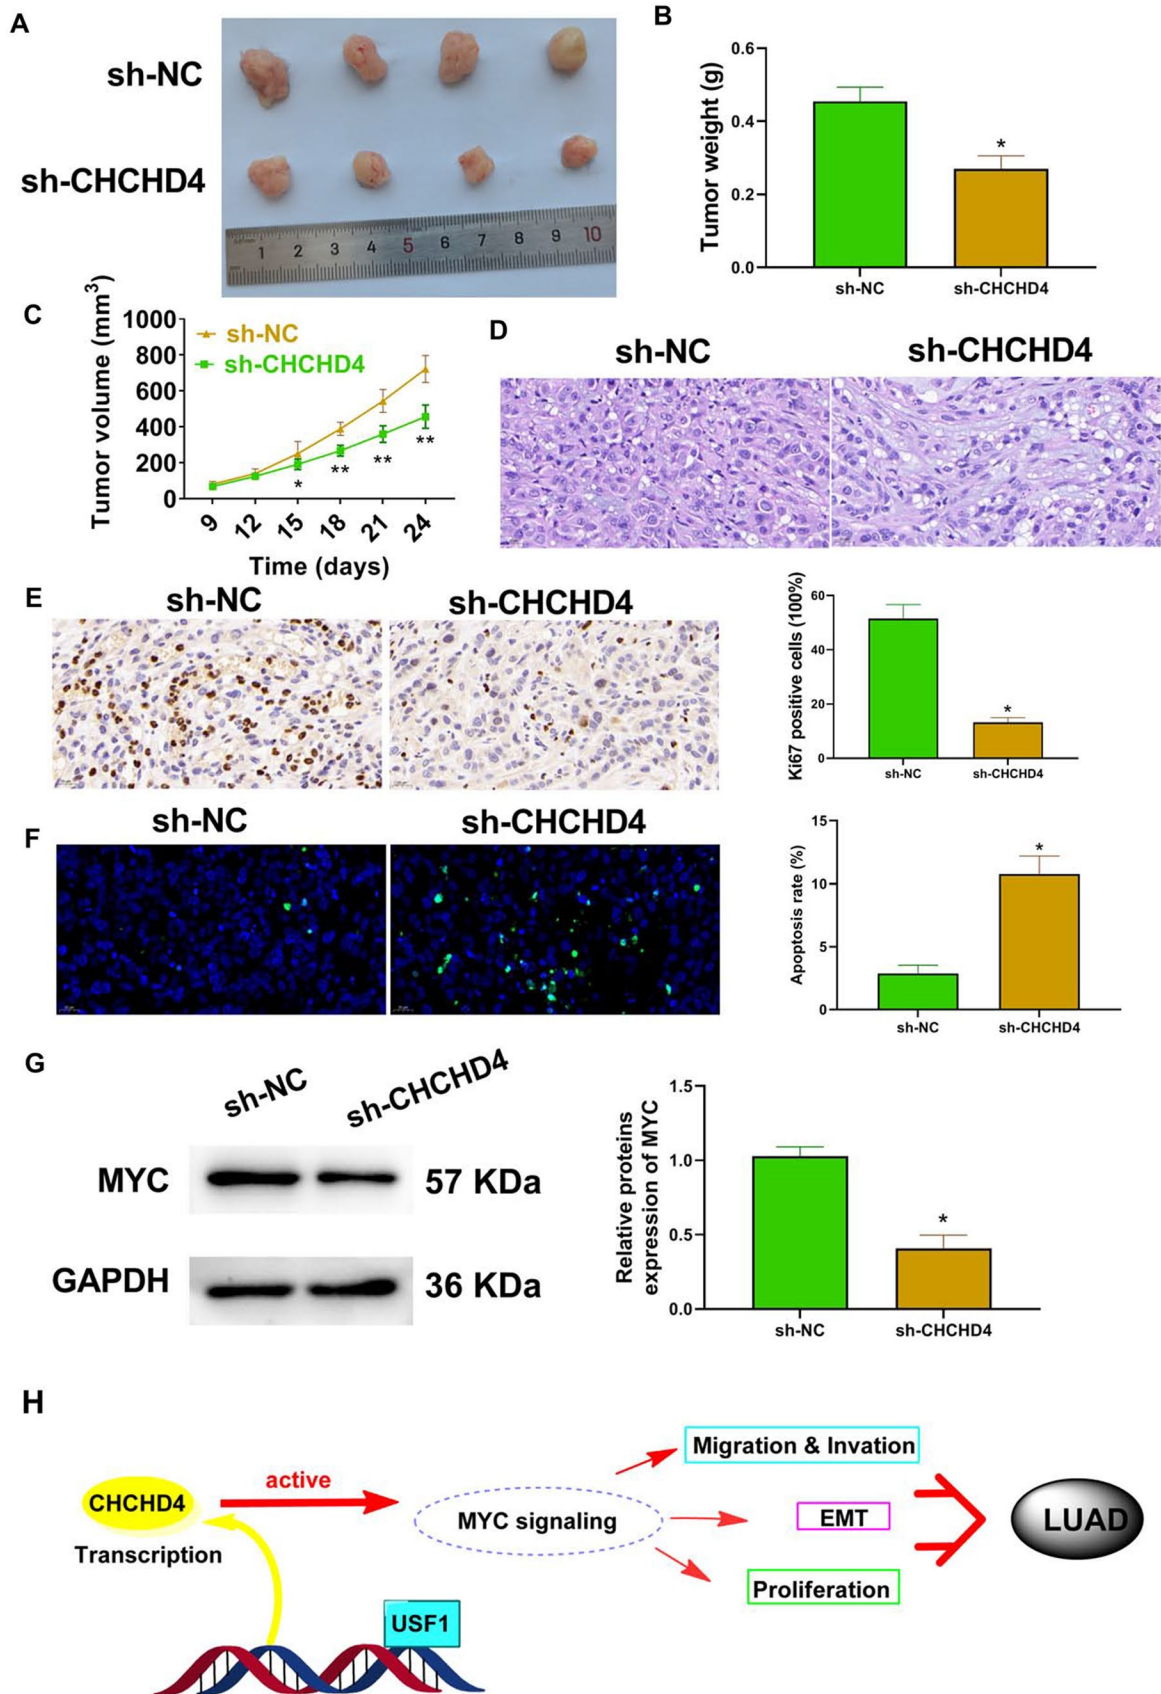 A
sh-NC
sh-CHCHD4
1 2 3 4 5 6 7 8 9 10
B
Tumor weight (g)
0.6
0.4
0.2
0.0
*
sh-NC
sh-CHCHD4
C
Tumor volume (mm³)
1000
800
600
400
200
0
sh-NC
sh-CHCHD4
*
**
**
**
9 12 15 18 21 24
Time (days)
D
sh-NC
sh-CHCHD4
E
sh-NC
sh-CHCHD4
Ki67 positive cells (100%)
60
40
20
0
*
sh-NC
sh-CHCHD4
F
sh-NC
sh-CHCHD4
Apoptosis rate (%)
15
10
5
0
*
sh-NC
sh-CHCHD4
G
sh-NC
sh-CHCHD4
MYC
57 KDa
GAPDH
36 KDa
Relative proteins
expression of MYC
1.5
1.0
0.5
0.0
*
sh-NC
sh-CHCHD4
H
CHCHD4
active
Transcription
MYC signaling
Migration & Invation
EMT
Proliferation
LUAD
USF1